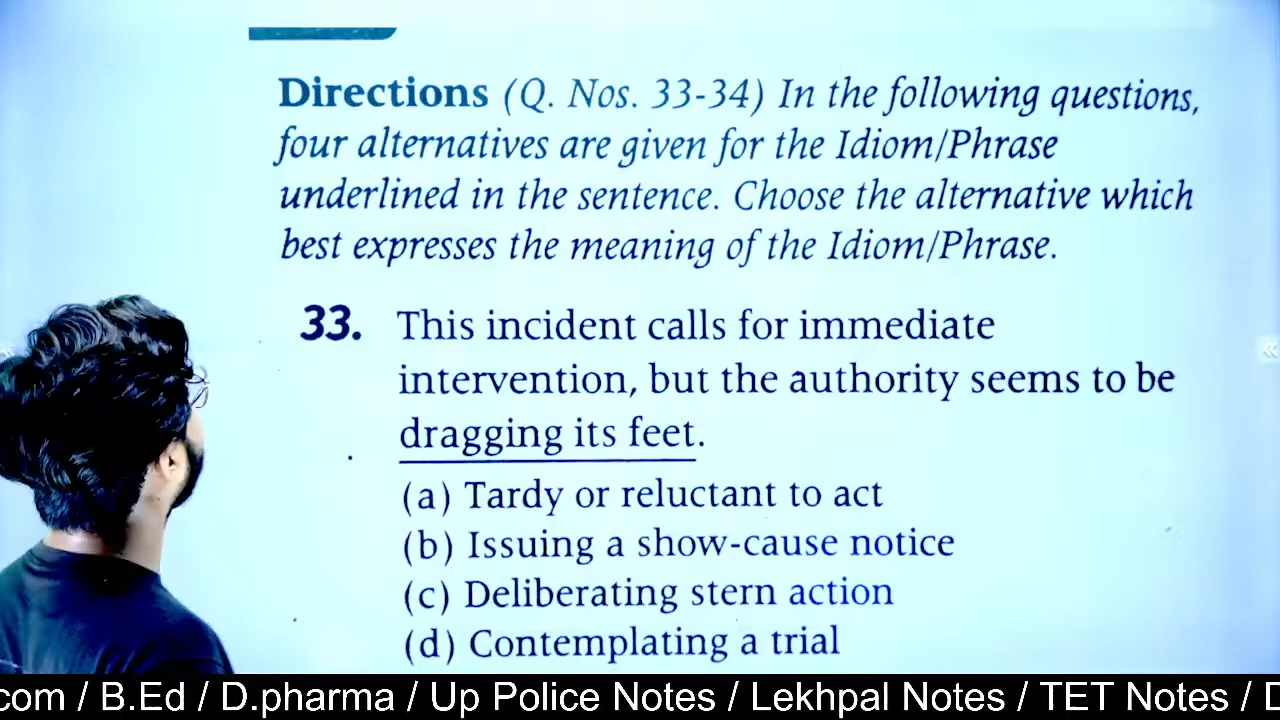 Directions (Q. Nos. 33-34) In the following questions,
four alternatives are given for the Idiom/Phrase
underlined in the sentence. Choose the alternative which
best expresses the meaning of the Idiom/Phrase.
33. This incident calls for immediate
intervention, but the authority seems to be
dragging its feet.
(a) Tardy or reluctant to act
(b) Issuing a show-cause notice
(c) Deliberating stern action
(d) Contemplating a trial
.com / B.Ed / D.pharma / Up Police Notes / Lekhpal Notes / TET Notes / D